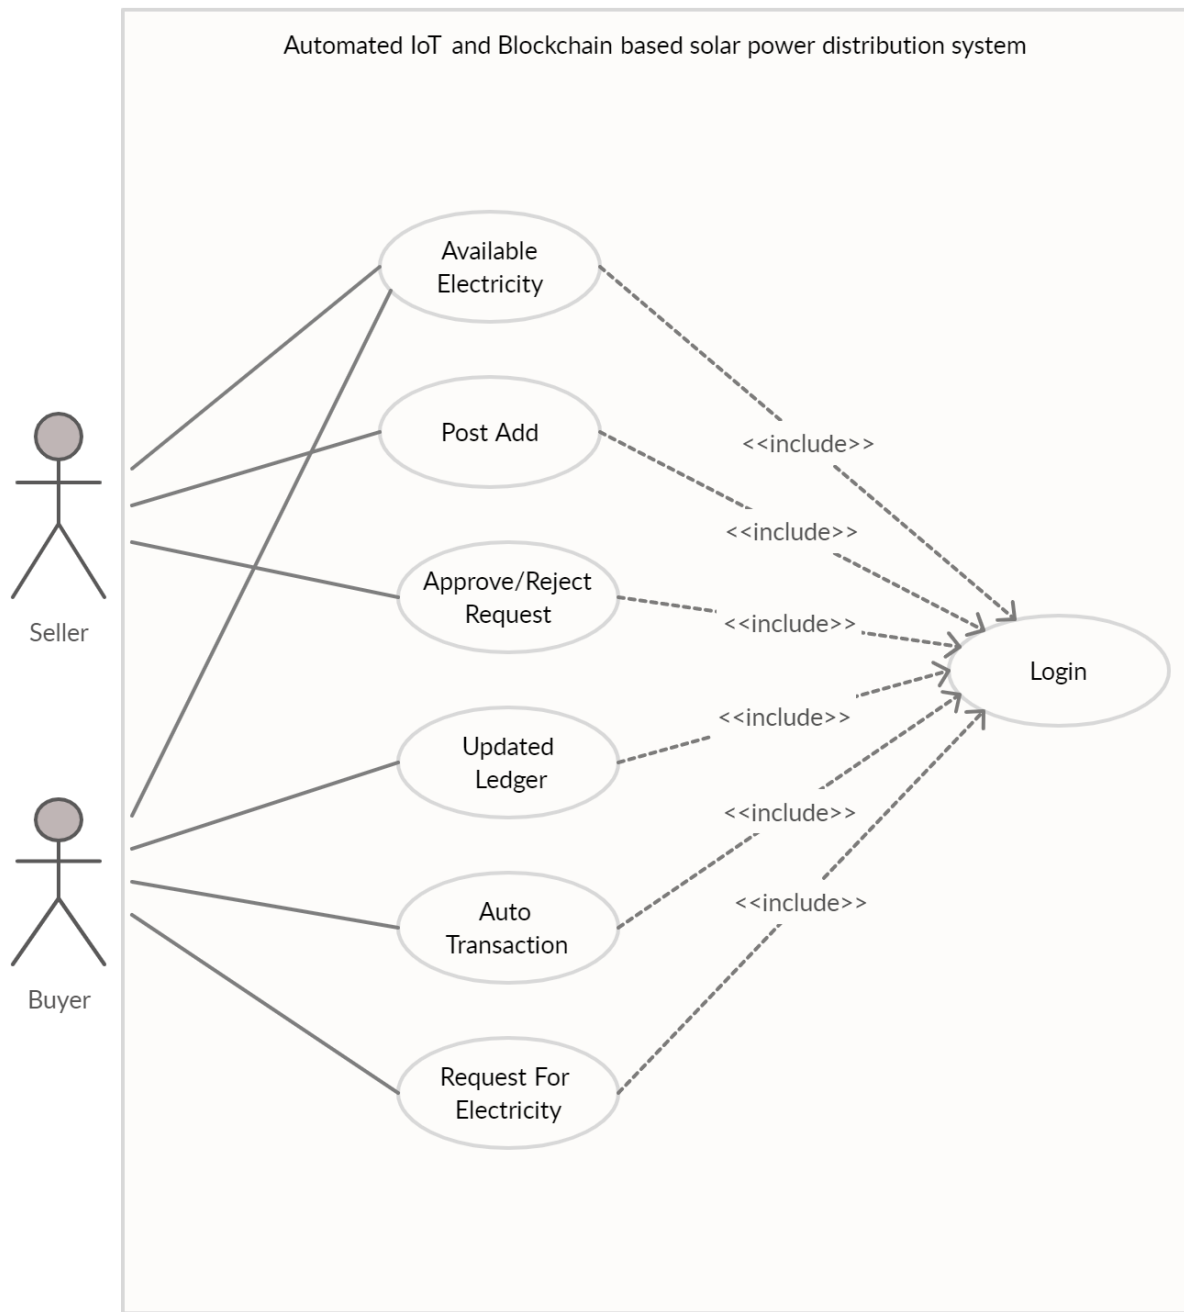 Automated IoT and Blockchain based solar power distribution system
Available
Electricity
Post Add
<<include>>
<<include>>
Approve/Reject
Request
<<include>>
Seller
Login
<<include>>
Updated
Ledger
<<include>>
Auto
Transaction
<<include>>
Buyer
Request For
Electricity